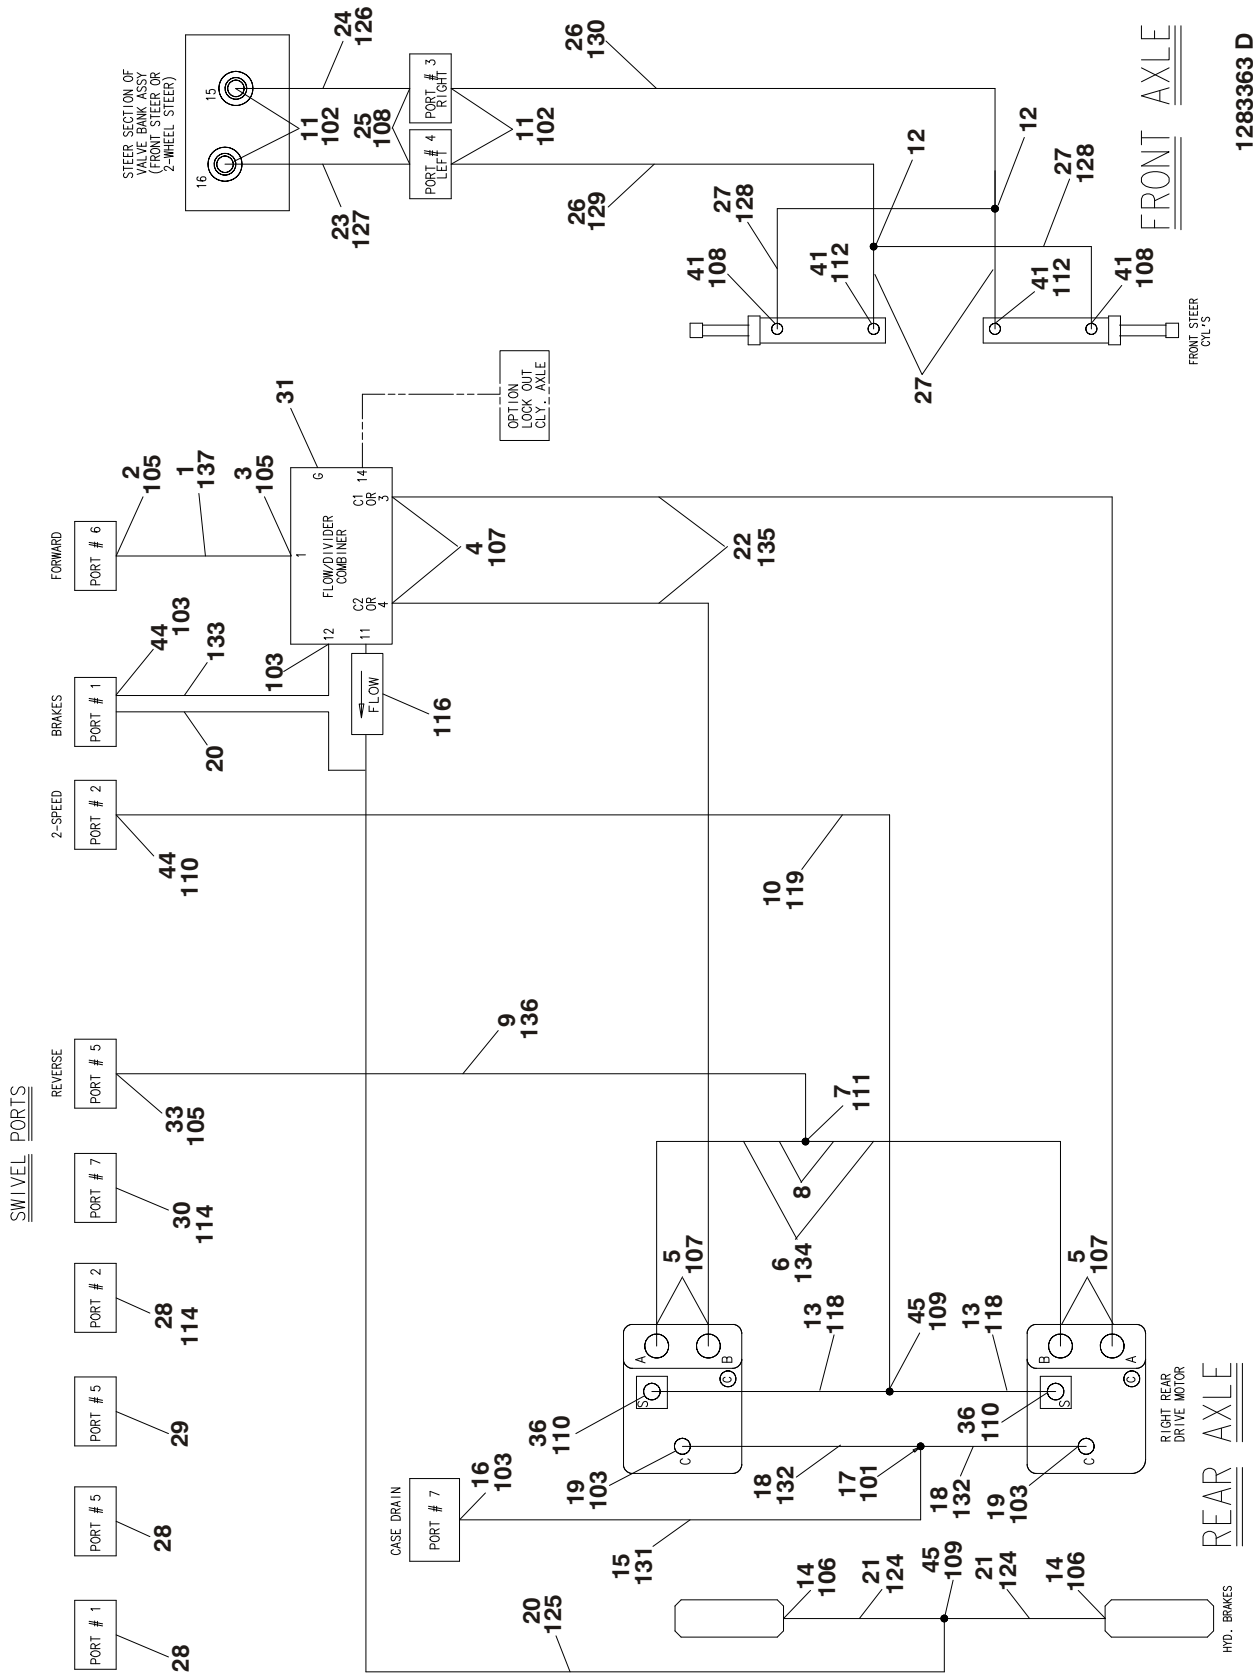 SWIVEL PORTS
PORT # 1
28
PORT # 5
28
PORT # 5
29
PORT # 2
28
114
PORT # 7
30
114
REVERSE
PORT # 5
33
105
2-SPEED
PORT # 2
44
110
BRAKES
PORT # 1
44
103
133
20
FORWARD
PORT # 6
2
105
1
137
3
105
STEER SECTION OF
VALVE BANK ASSY
(FRONT STEER OR
2-WHEEL STEER)
16
15
11
102
24
126
23
127
25
108
PORT # 4
LEFT
PORT # 3
RIGHT
11
102
26
129
26
130
31
G
1
FLOW/DIVIDER
COMBINER
12
11
C2
OR
4
C1
OR
3
14
103
FLOW
116
4
107
OPTION
LOCK OUT
CLY. AXLE
22
135
10
119
9
136
7
111
8
6
134
5
107
5
107
CASE DRAIN
PORT # 7
16
103
15
131
A
B
C
S
C
36
110
19
103
13
118
45
109
13
118
18
132
17
101
18
132
36
110
19
103
B
A
C
S
C
RIGHT REAR
DRIVE MOTOR
20
125
14
106
21
124
45
109
21
124
14
106
HYD. BRAKES
REAR AXLE
41
108
27
128
41
112
12
12
27
128
27
41
112
41
108
FRONT STEER
CYL'S
FRONT AXLE
1283363 D